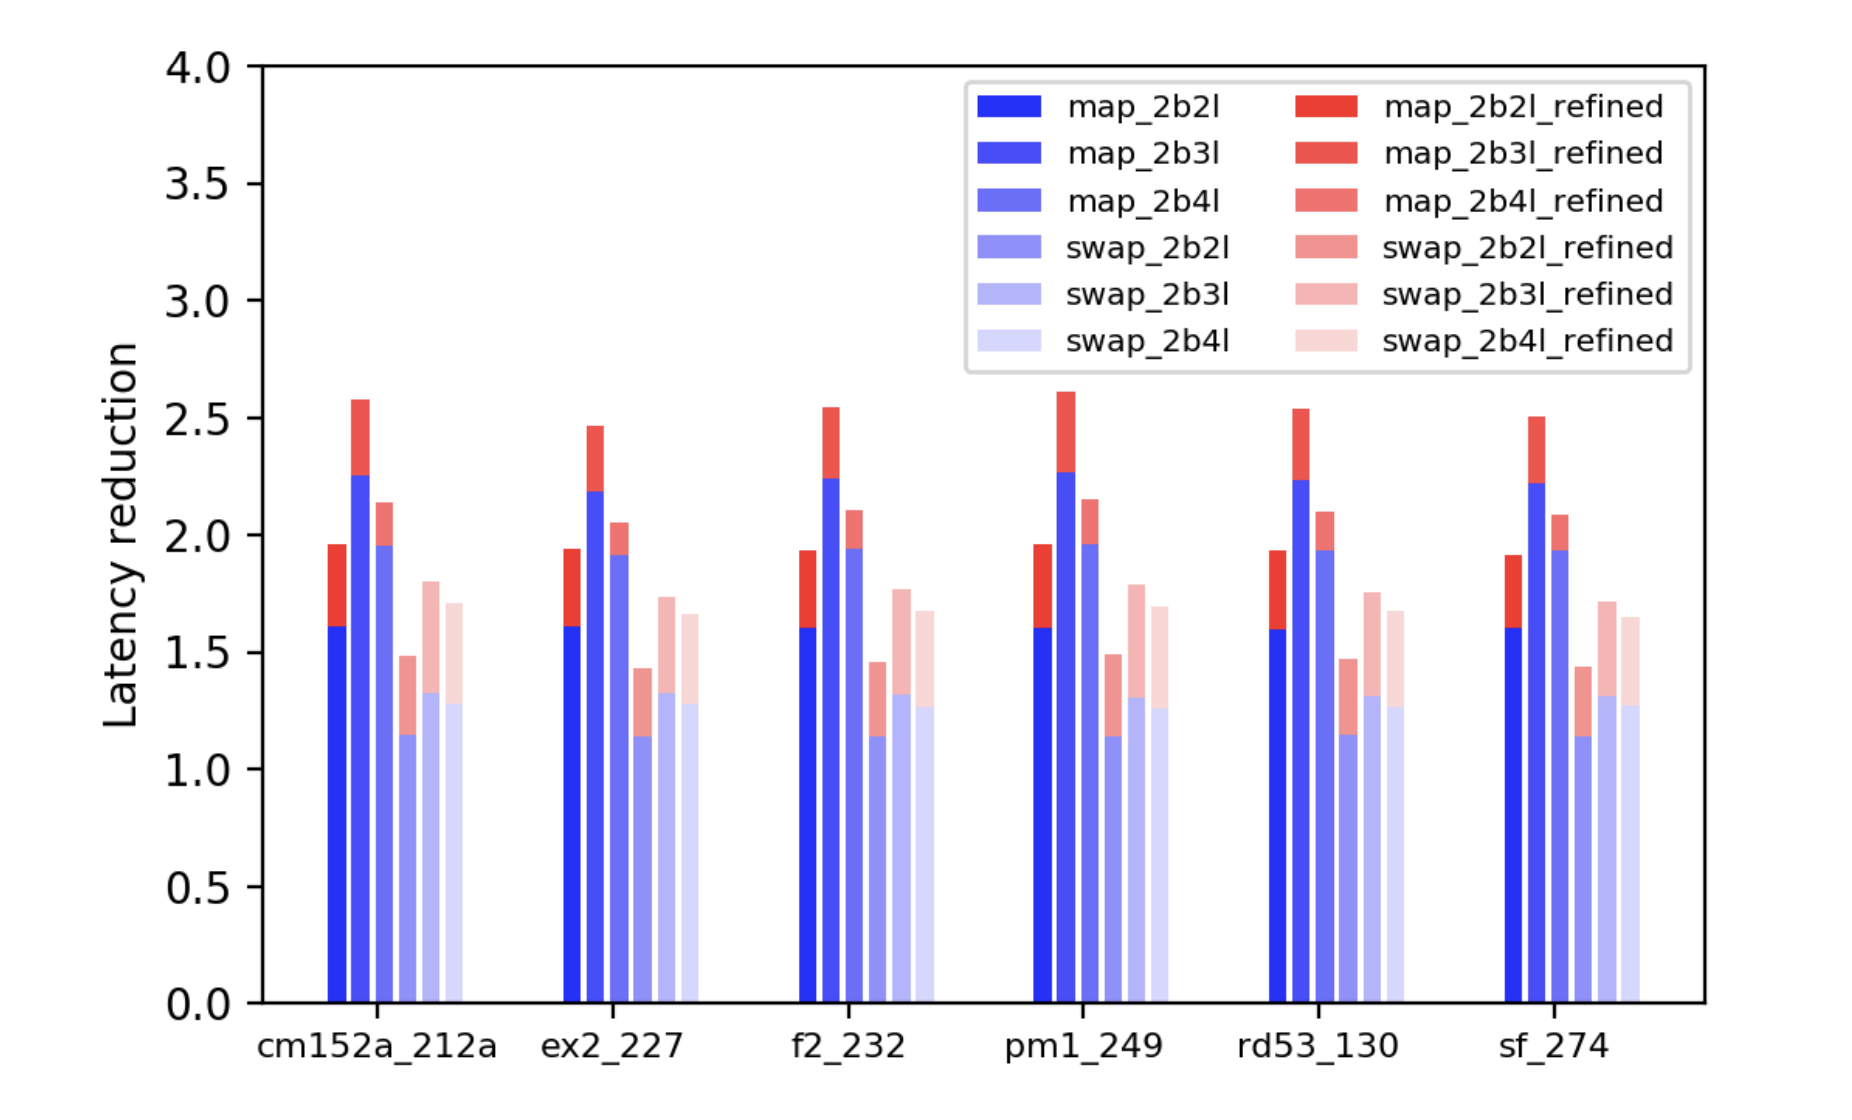 4.0
3.5
3.0
2.5
2.0
1.5
1.0
0.5
0.0
Latency reduction
map_2b2l
map_2b3l
map_2b4l
swap_2b2l
swap_2b3l
swap_2b4l
map_2b2l_refined
map_2b3l_refined
map_2b4l_refined
swap_2b2l_refined
swap_2b3l_refined
swap_2b4l_refined
cm152a_212a ex2_227 f2_232 pm1_249 rd53_130 sf_274